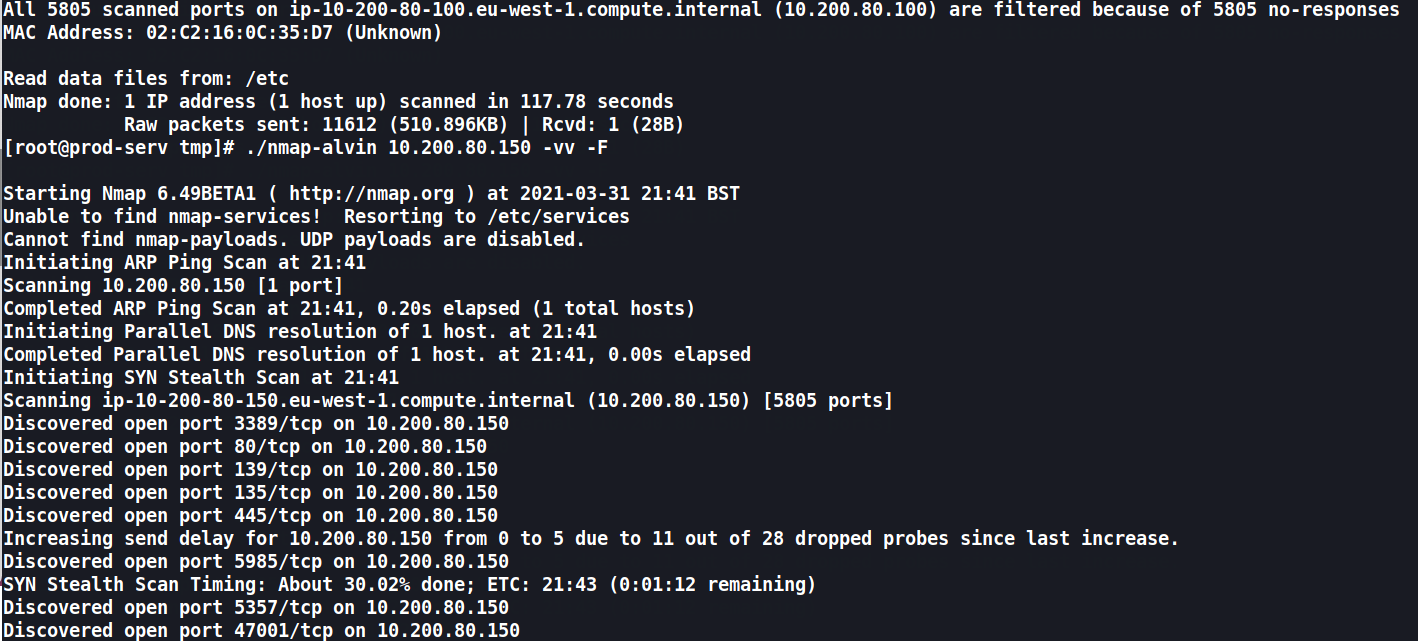 All 5805 scanned ports on ip-10-200-80-100.eu-west-1.compute.internal (10.200.80.100) are filtered because of 5805 no-responses
MAC Address: 02:C2:16:0C:35:D7 (Unknown)
Read data files from: /etc
Nmap done: 1 IP address (1 host up) scanned in 117.78 seconds
Raw packets sent: 11612 (510.896KB) | Rcvd: 1 (28B)
[root@prod-serv tmp]# ./nmap-alvin 10.200.80.150 -vv -F
Starting Nmap 6.49BETA1 ( http://nmap.org ) at 2021-03-31 21:41 BST
Unable to find nmap-services!  Resorting to /etc/services
Cannot find nmap-payloads. UDP payloads are disabled.
Initiating ARP Ping Scan at 21:41
Scanning 10.200.80.150 [1 port]
Completed ARP Ping Scan at 21:41, 0.20s elapsed (1 total hosts)
Initiating Parallel DNS resolution of 1 host. at 21:41
Completed Parallel DNS resolution of 1 host. at 21:41, 0.00s elapsed
Initiating SYN Stealth Scan at 21:41
Scanning ip-10-200-80-150.eu-west-1.compute.internal (10.200.80.150) [5805 ports]
Discovered open port 3389/tcp on 10.200.80.150
Discovered open port 80/tcp on 10.200.80.150
Discovered open port 139/tcp on 10.200.80.150
Discovered open port 135/tcp on 10.200.80.150
Discovered open port 445/tcp on 10.200.80.150
Increasing send delay for 10.200.80.150 from 0 to 5 due to 11 out of 28 dropped probes since last increase.
Discovered open port 5985/tcp on 10.200.80.150
SYN Stealth Scan Timing: About 30.02% done; ETC: 21:43 (0:01:12 remaining)
Discovered open port 5357/tcp on 10.200.80.150
Discovered open port 47001/tcp on 10.200.80.150